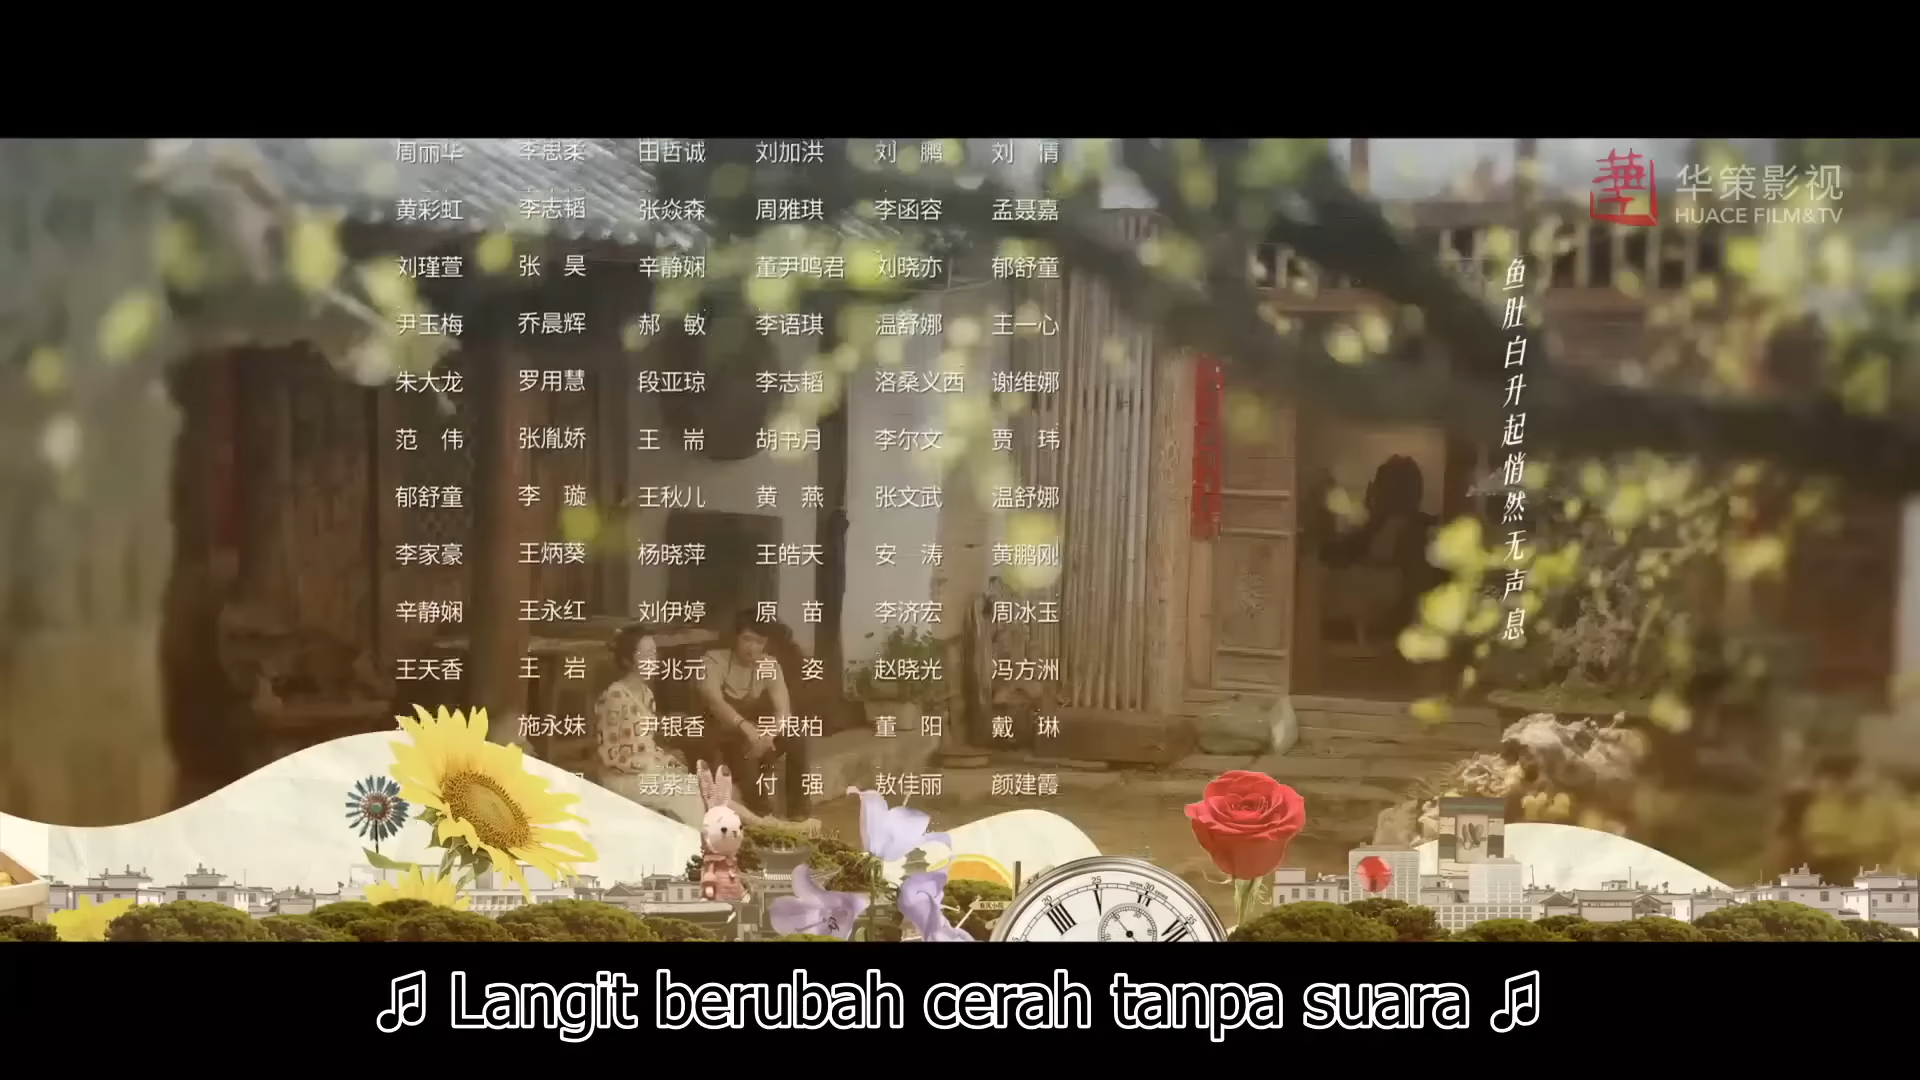 周丽华 李思柔 田哲诚 刘加洪 刘 鹏 刘 倩
黄彩虹 李志韬 张焱森 周雅琪 李函容 孟聂嘉
刘瑾萱 张 昊 辛静娴 董尹鸣君 刘晓亦 郁舒童
尹玉梅 乔晨辉 郝 敏 李语琪 温舒娜 王一心
朱大龙 罗用慧 段亚琼 李志韬 洛桑义西 谢维娜
范 伟 张胤娇 王 耑 胡书月 李尔文 贾 玮
郁舒童 李 璇 王秋儿 黄 燕 张文武 温舒娜
李家豪 王炳葵 杨晓萍 王皓天 安 涛 黄鹏刚
辛静娴 王永红 刘伊婷 原 苗 李济宏 周冰玉
王天香 王 岩 李兆元 高 姿 赵晓光 冯方洲
施永妹 尹银香 吴根柏 董 阳 戴 琳
聂紫萱 付 强 敖佳丽 颜建霞
華 华策影视
HUACE FILM&TV
鱼肚白升起悄然无声息
♫ Langit berubah cerah tanpa suara ♫